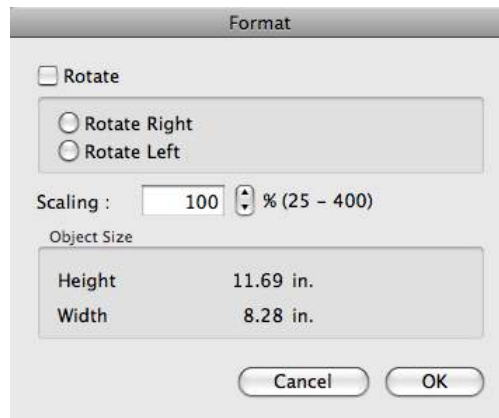 Format
Rotate
Rotate Right
Rotate Left
Scaling : 100 % (25 – 400)
Object Size
Height 11.69 in.
Width 8.28 in.
Cancel OK